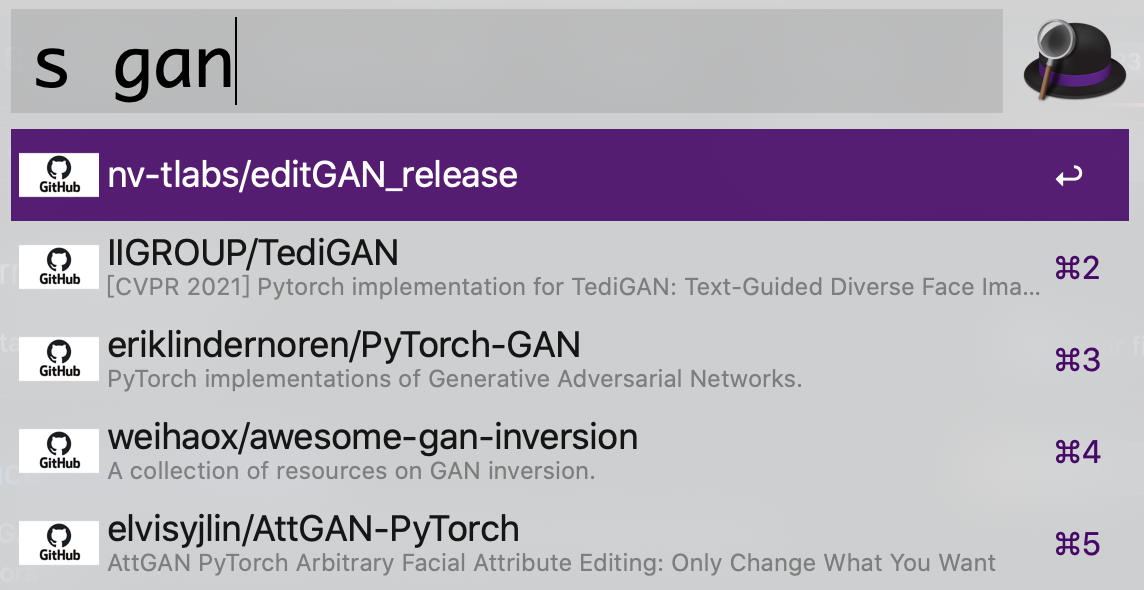 s gan
GitHub
nv-tlabs/editGAN_release
GitHub
IIGROUP/TediGAN
⌘2
[CVPR 2021] Pytorch implementation for TediGAN: Text-Guided Diverse Face Ima...
GitHub
eriklindernoren/PyTorch-GAN
⌘3
PyTorch implementations of Generative Adversarial Networks.
GitHub
weihaox/awesome-gan-inversion
⌘4
A collection of resources on GAN inversion.
GitHub
elvisyjlin/AttGAN-PyTorch
⌘5
AttGAN PyTorch Arbitrary Facial Attribute Editing: Only Change What You Want